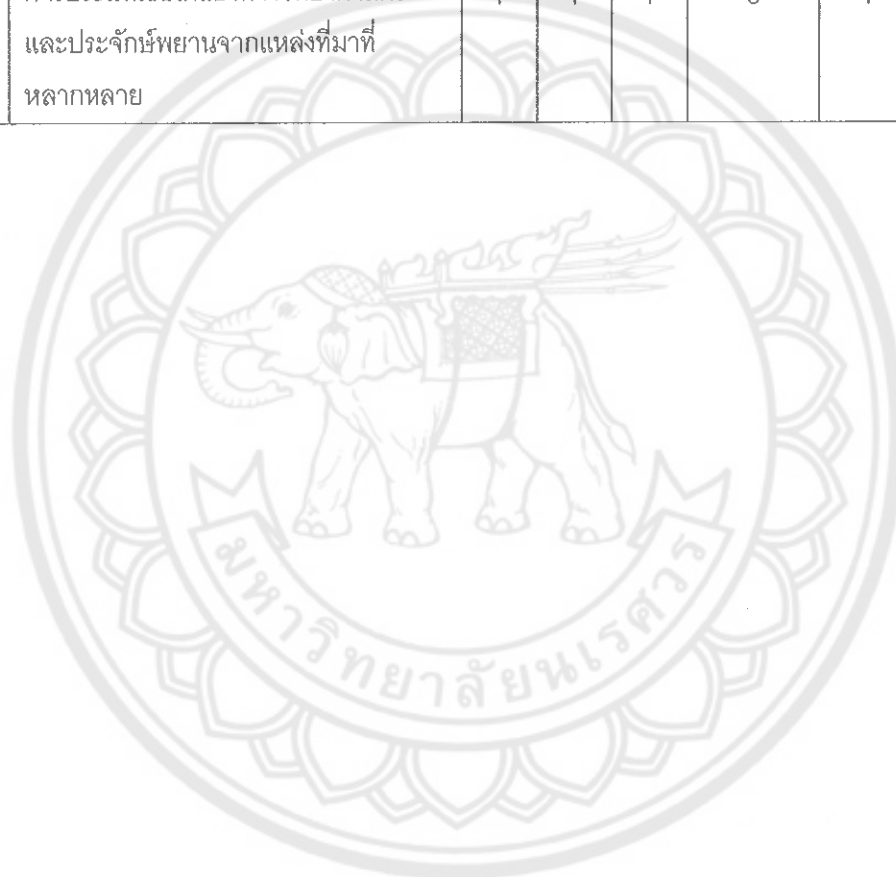 และประจักษ์พยานจากแหล่งที่มาที่
หลากหลาย
มหาวิทยาลัยนเรศวร